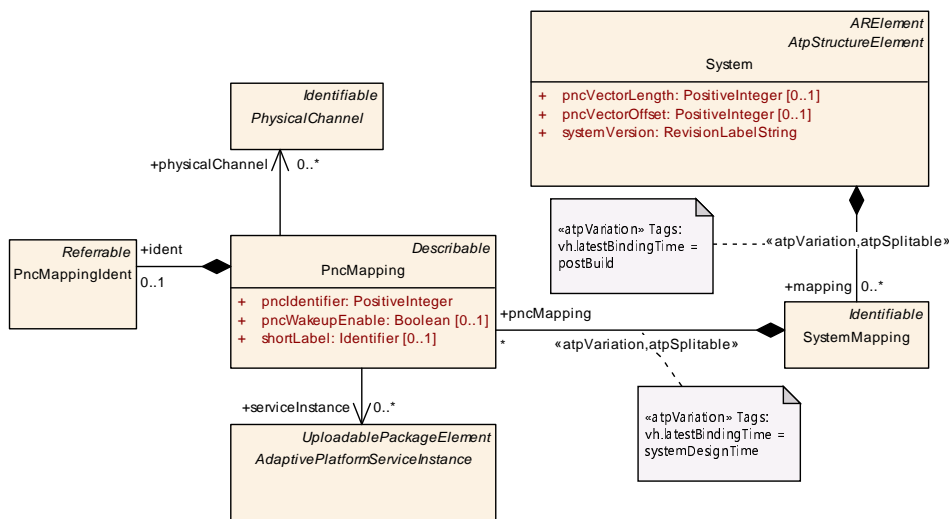 ARElement
AtpStructureElement
System
+ pncVectorLength: PositiveInteger [0..1]
+ pncVectorOffset: PositiveInteger [0..1]
+ systemVersion: RevisionLabelString
Identifiable
PhysicalChannel
+physicalChannel 0..*
«atpVariation» Tags:
vh.latestBindingTime =
postBuild
«atpVariation,atpSplitable»
Referrable
PncMappingIdent
+ident
0..1
Describable
PncMapping
+ pncIdentifier: PositiveInteger
+ pncWakeupEnable: Boolean [0..1]
+ shortLabel: Identifier [0..1]
+mapping 0..*
+pncMapping
*
«atpVariation,atpSplitable»
Identifiable
SystemMapping
+serviceInstance 0..*
«atpVariation» Tags:
vh.latestBindingTime =
systemDesignTime
UploadablePackageElement
AdaptivePlatformServiceInstance